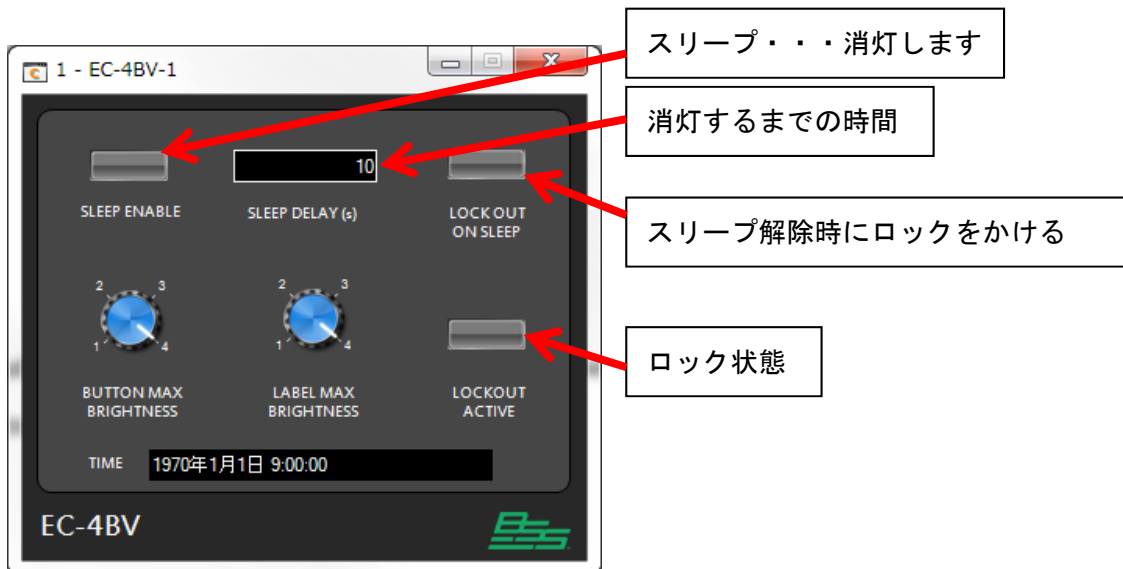 スリープ・・・消灯します
1 - EC-4BV-1
消灯するまでの時間
10
SLEEP ENABLE
SLEEP DELAY (s)
LOCK OUT
ON SLEEP
スリープ解除時にロックをかける
2
3
1
4
2
3
1
4
ロック状態
BUTTON MAX
BRIGHTNESS
LABEL MAX
BRIGHTNESS
LOCKOUT
ACTIVE
TIME
1970年1月1日 9:00:00
EC-4BV
BSS